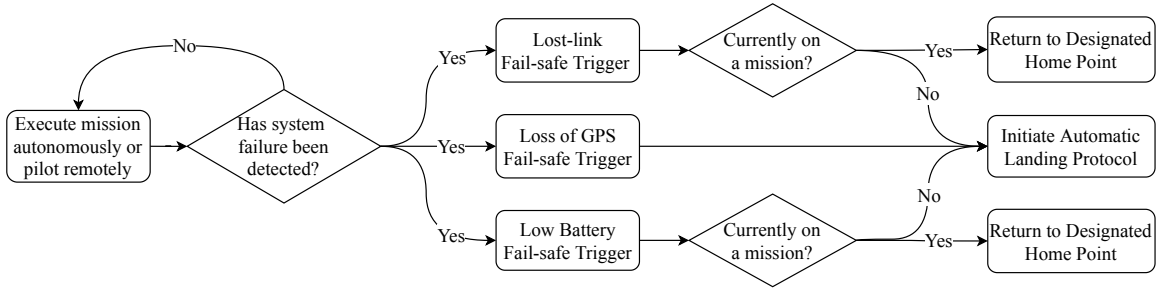 No
Execute mission
autonomously or
pilot remotely
Has system
failure been
detected?
Yes
Lost-link
Fail-safe Trigger
Currently on
a mission?
Yes
Return to Designated
Home Point
No
Yes
Loss of GPS
Fail-safe Trigger
Initiate Automatic
Landing Protocol
Yes
Low Battery
Fail-safe Trigger
Currently on
a mission?
No
Yes
Return to Designated
Home Point